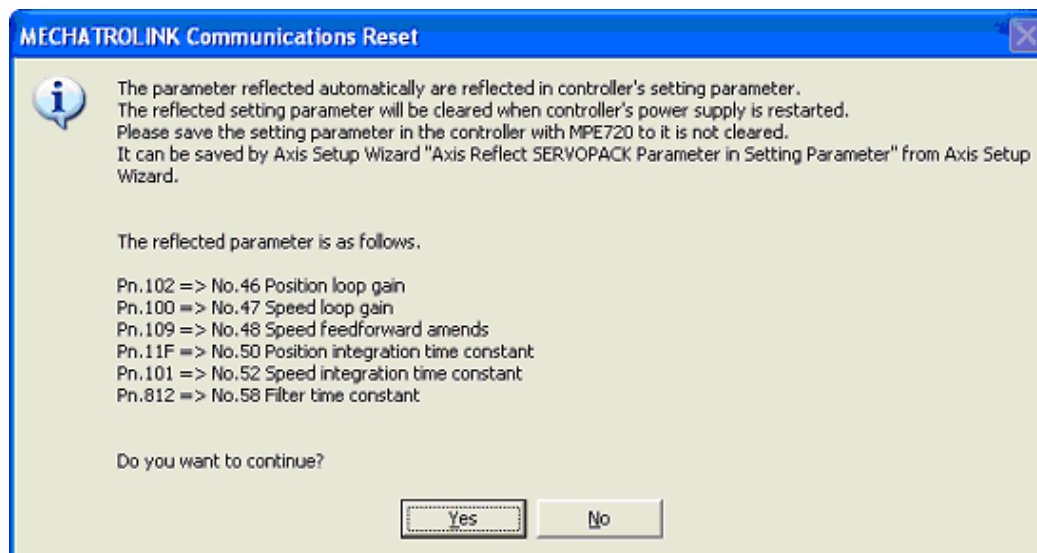 MECHATROLINK Communications Reset
The parameter reflected automatically are reflected in controller's setting parameter.
The reflected setting parameter will be cleared when controller's power supply is restarted.
Please save the setting parameter in the controller with MPE720 to it is not cleared.
It can be saved by Axis Setup Wizard "Axis Reflect SERVOPACK Parameter in Setting Parameter" from Axis Setup
Wizard.
The reflected parameter is as follows.
Pn.102 => No.46 Position loop gain
Pn.100 => No.47 Speed loop gain
Pn.109 => No.48 Speed feedforward amends
Pn.11F => No.50 Position integration time constant
Pn.101 => No.52 Speed integration time constant
Pn.812 => No.58 Filter time constant
Do you want to continue?
Yes No